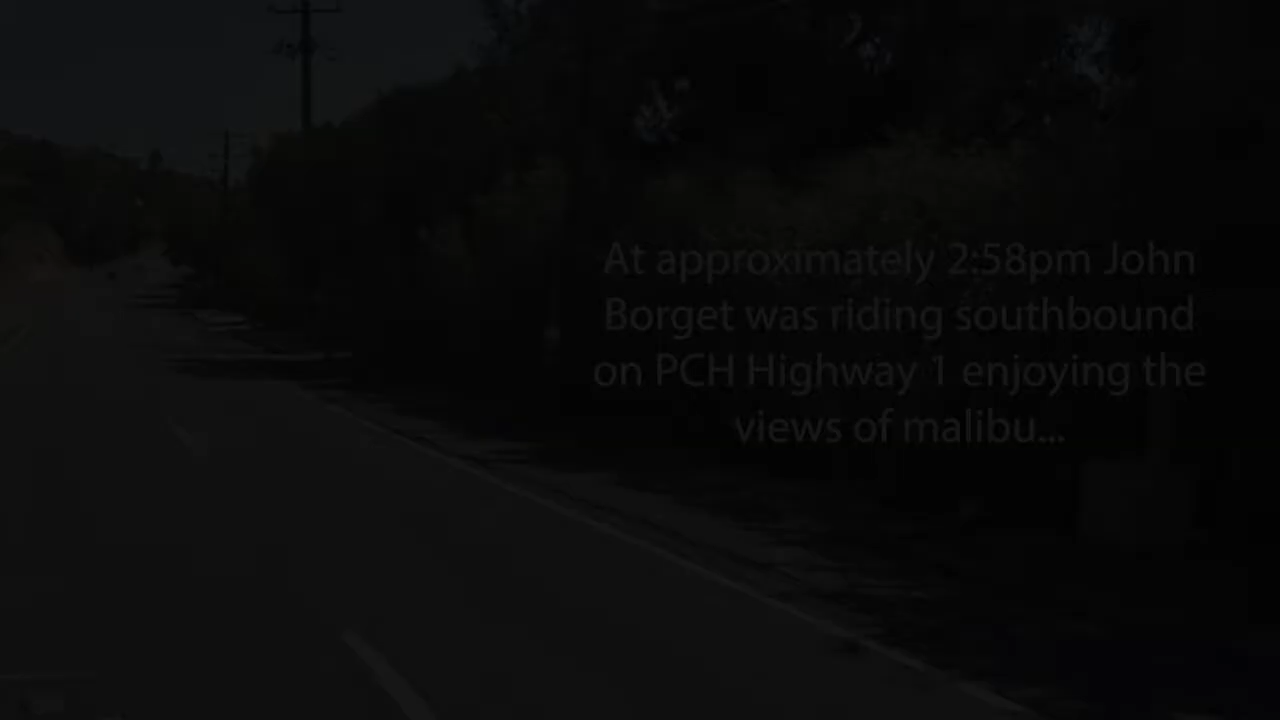 At approximately 2:58pm John
Borget was riding southbound
on PCH Highway 1 enjoying the
views of malibu...